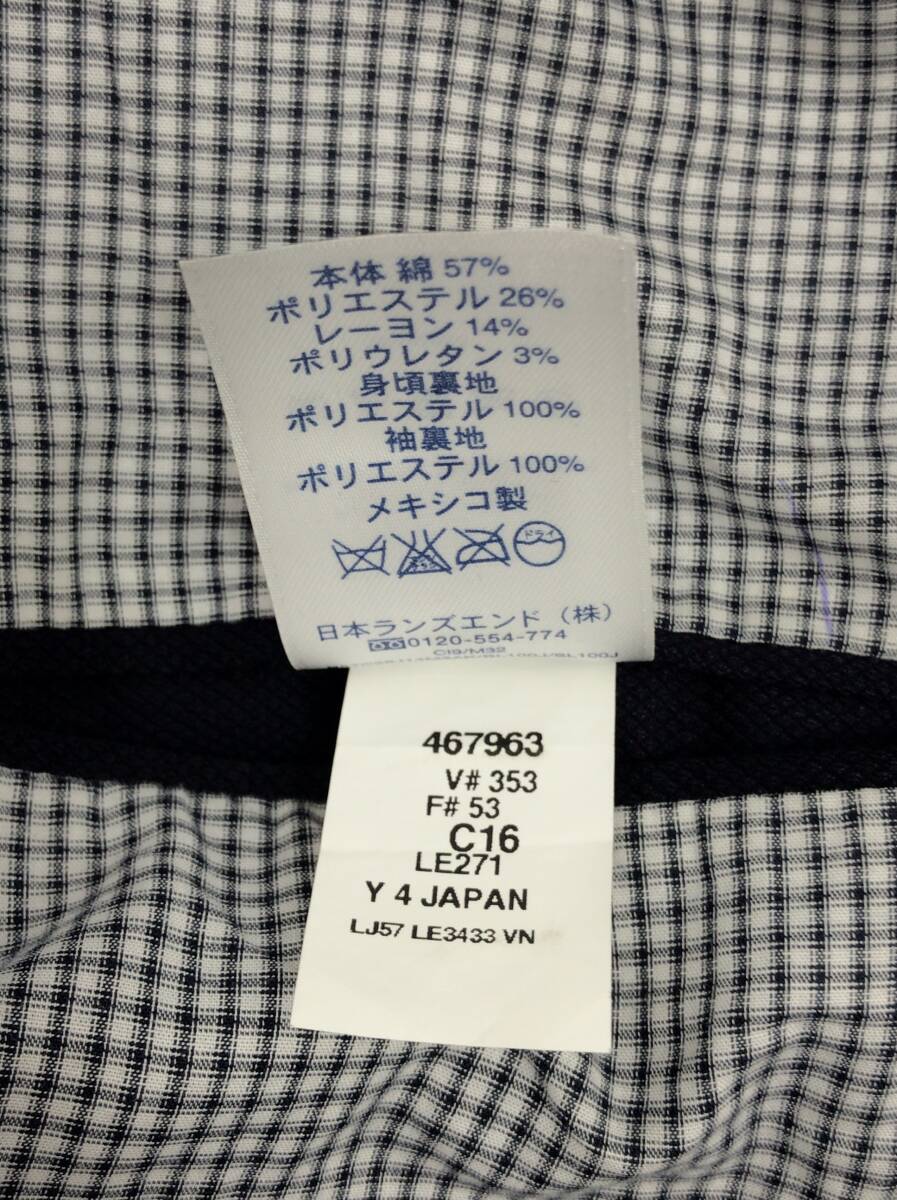 本体 綿 57%
ポリエステル 26%
レーヨン 14%
ポリウレタン 3%
身頃裏地
ポリエステル 100%
袖裏地
ポリエステル 100%
メキシコ製
ドライ
日本ランズエンド（株）
0120-554-774
CI9/M32
467963
V# 353
F# 53
C16
LE271
Y 4 JAPAN
LJ57 LE3433 VN